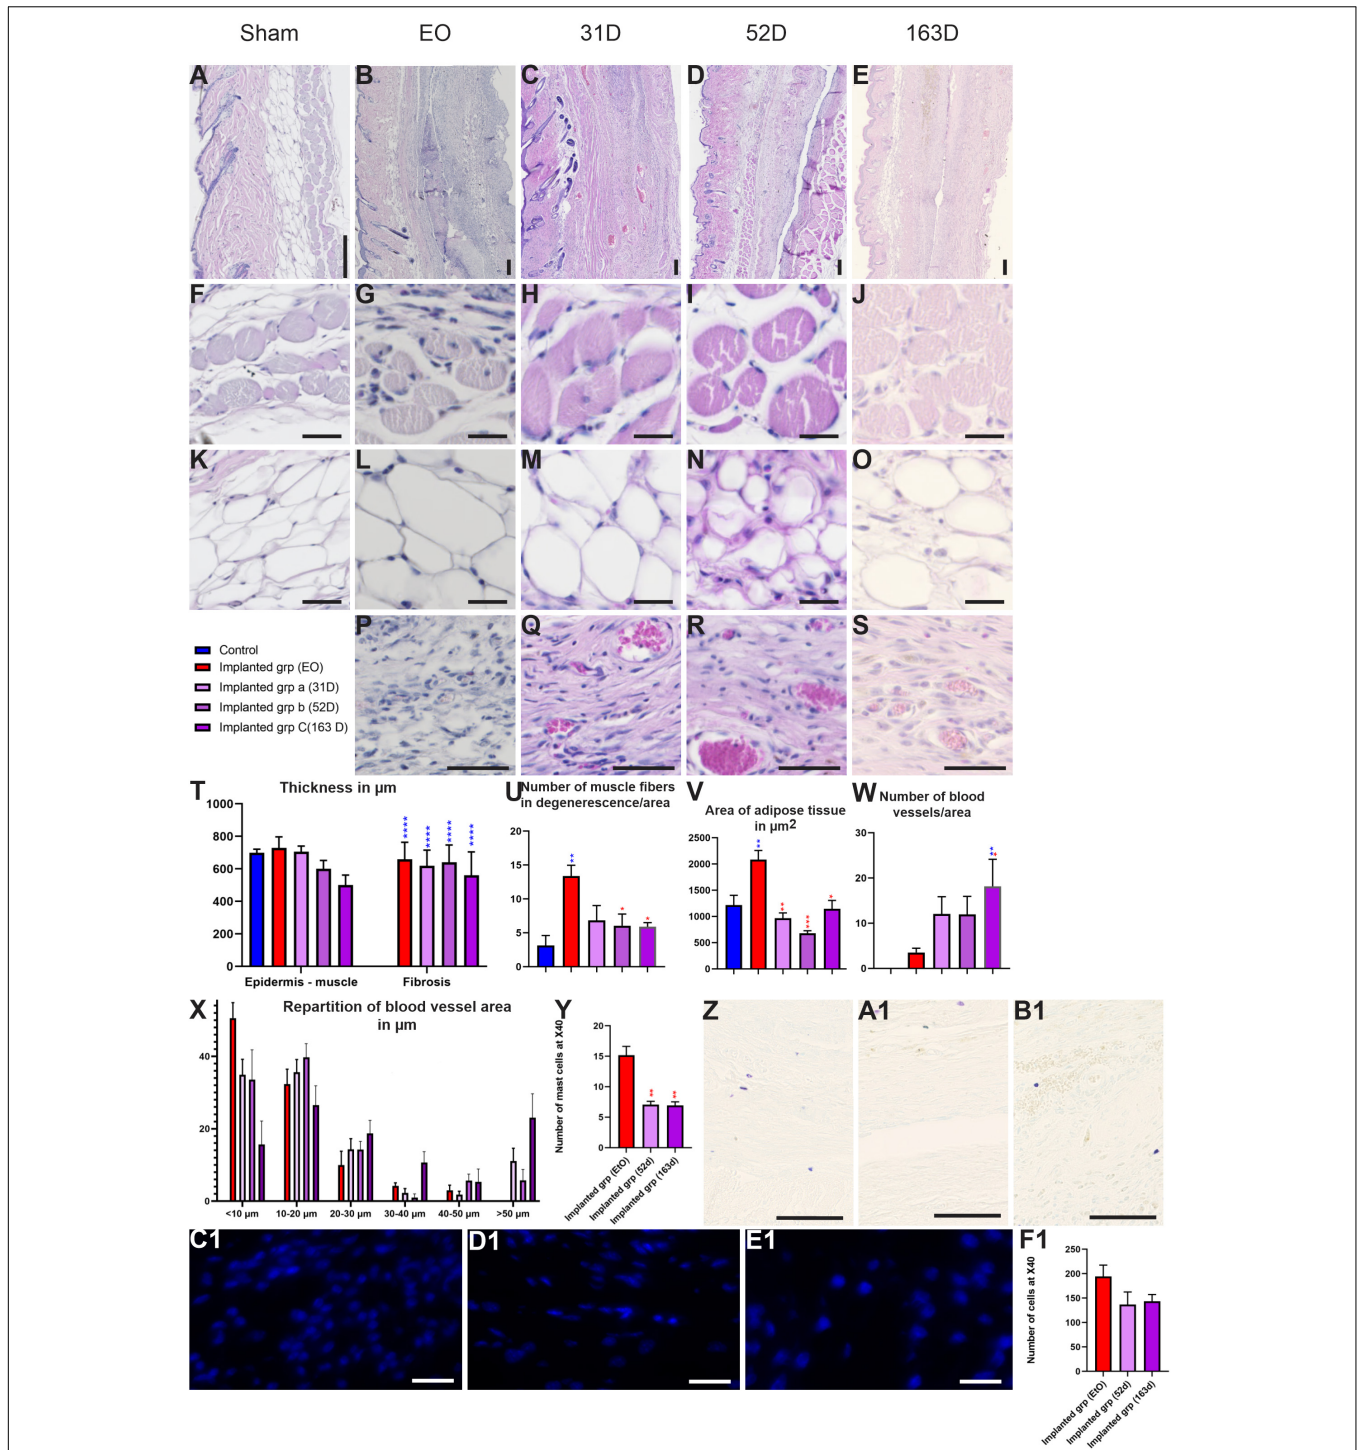 Sham EO 31D 52D 163D
A B C D E
F G H I J
K L M N O
P Q R S
Control
Implanted grp (EO)
Implanted grp a (31D)
Implanted grp b (52D)
Implanted grp C(163 D)
T Thickness in µm
1000
800
600
400
200
0
**** **** **** ****
Epidermis - muscle Fibrosis
U Number of muscle fibers
in degenerescence/area
20
15
10
5
0
** * *
V Area of adipose tissue
in µm2
2500
2000
1500
1000
500
0
** ** *** *
W Number of blood
vessels/area
30
20
10
0
** *
X Repartition of blood vessel area
in µm
40
20
0
<10 µm 10-20 µm 20-30 µm 30-40 µm 40-50 µm >50 µm
Y
Number of mast cells at X40
20
15
10
5
0
** **
Implanted grp (EtO)
Implanted grp (52d)
Implanted grp (163d)
Z A1 B1
C1 D1 E1
F1
Number of cells at X40
250
200
150
100
50
0
Implanted grp (EtO)
Implanted grp (52d)
Implanted grp (163d)